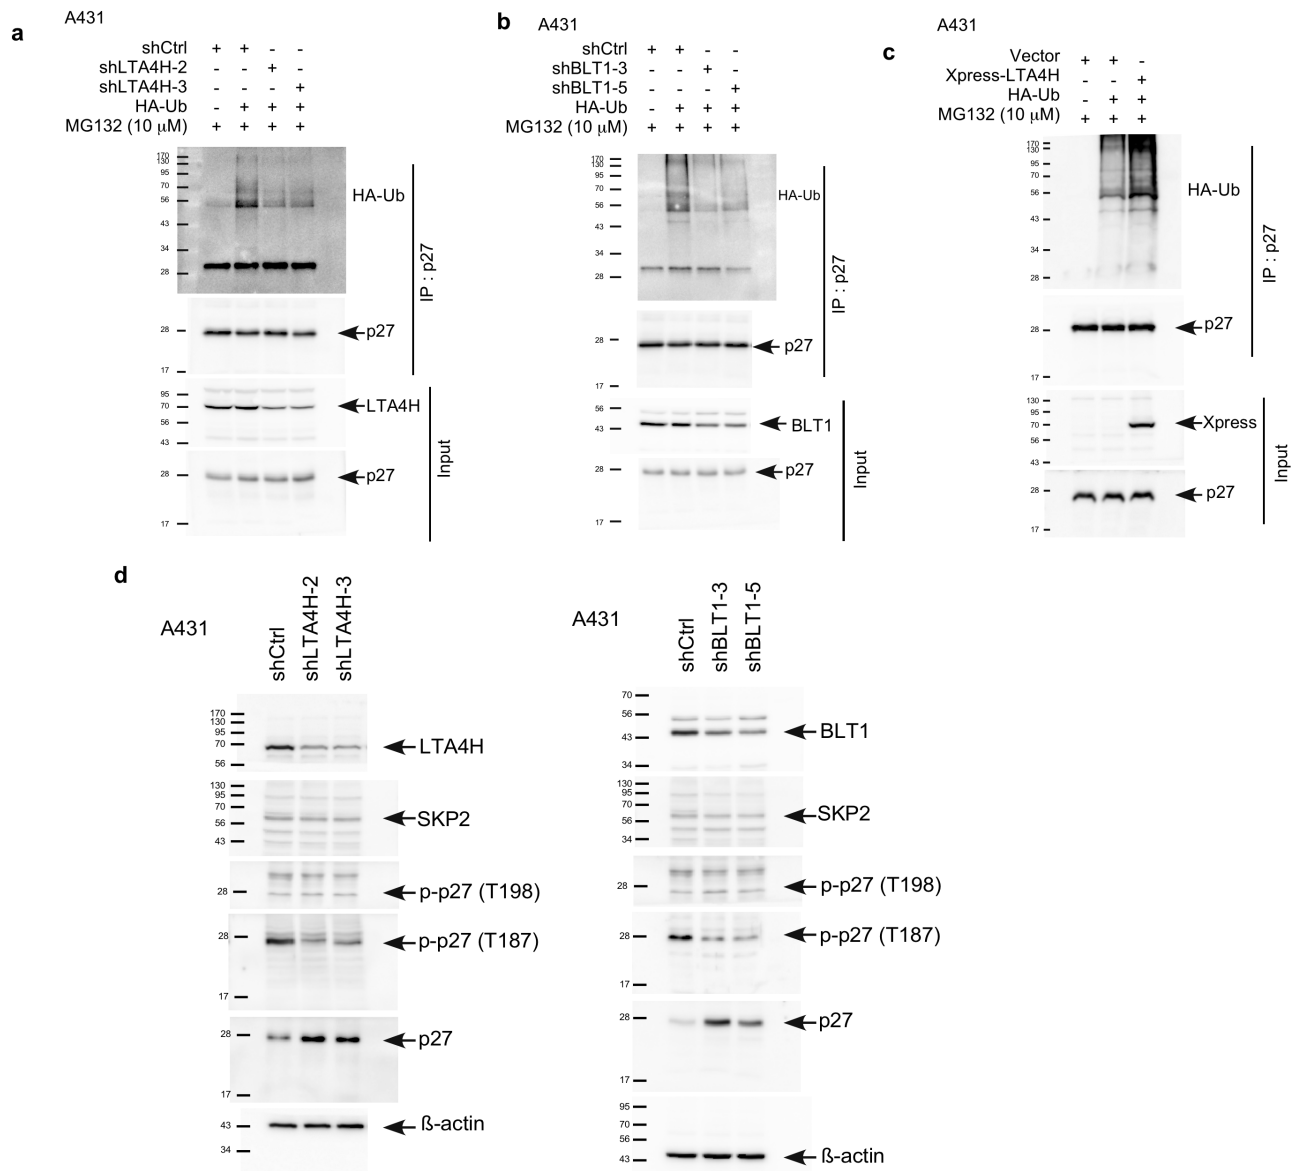 a
A431
shCtrl + + - -
shLTA4H-2 - - + -
shLTA4H-3 - - - +
HA-Ub - + + +
MG132 (10 µM) + + + +
170
130
95
70
56
43
34
28
HA-Ub
28
17
p27
IP : p27
95
70
56
43
LTA4H
28
17
p27
Input
b
A431
shCtrl + + - -
shBLT1-3 - - + -
shBLT1-5 - - - +
HA-Ub - + + +
MG132 (10 µM) + + + +
170
130
95
70
56
43
34
28
HA-Ub
28
17
p27
IP : p27
56
43
BLT1
28
17
p27
Input
c
A431
Vector + + -
Xpress-LTA4H - - +
HA-Ub - + +
MG132 (10 µM) + + +
170
130
95
70
56
43
34
28
HA-Ub
28
17
p27
IP : p27
130
95
70
56
43
Xpress
28
17
p27
Input
d
A431
shCtrl
shLTA4H-2
shLTA4H-3
170
130
95
70
56
LTA4H
130
95
70
56
43
SKP2
28
p-p27 (T198)
28
17
p-p27 (T187)
28
17
p27
43
34
ß-actin
A431
shCtrl
shBLT1-3
shBLT1-5
70
56
43
34
BLT1
130
95
70
56
34
SKP2
28
p-p27 (T198)
28
17
p-p27 (T187)
28
17
p27
95
70
56
43
ß-actin